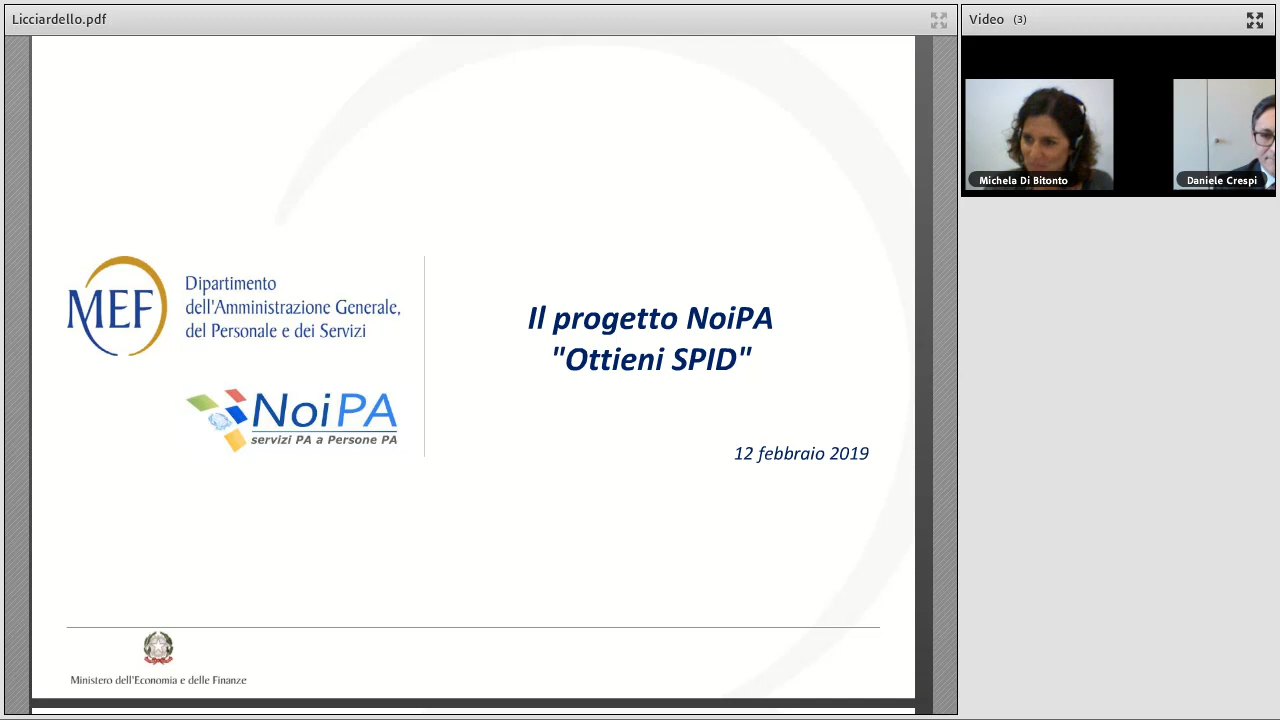 Licciardello.pdf
Video (3)
Michela Di Bitonto
Daniele Crespi
MEF
Dipartimento
dell'Amministrazione Generale,
del Personale e dei Servizi
NoiPA
servizi PA a Persone PA
Il progetto NoiPA
"Ottieni SPID"
12 febbraio 2019
Ministero dell'Economia e delle Finanze